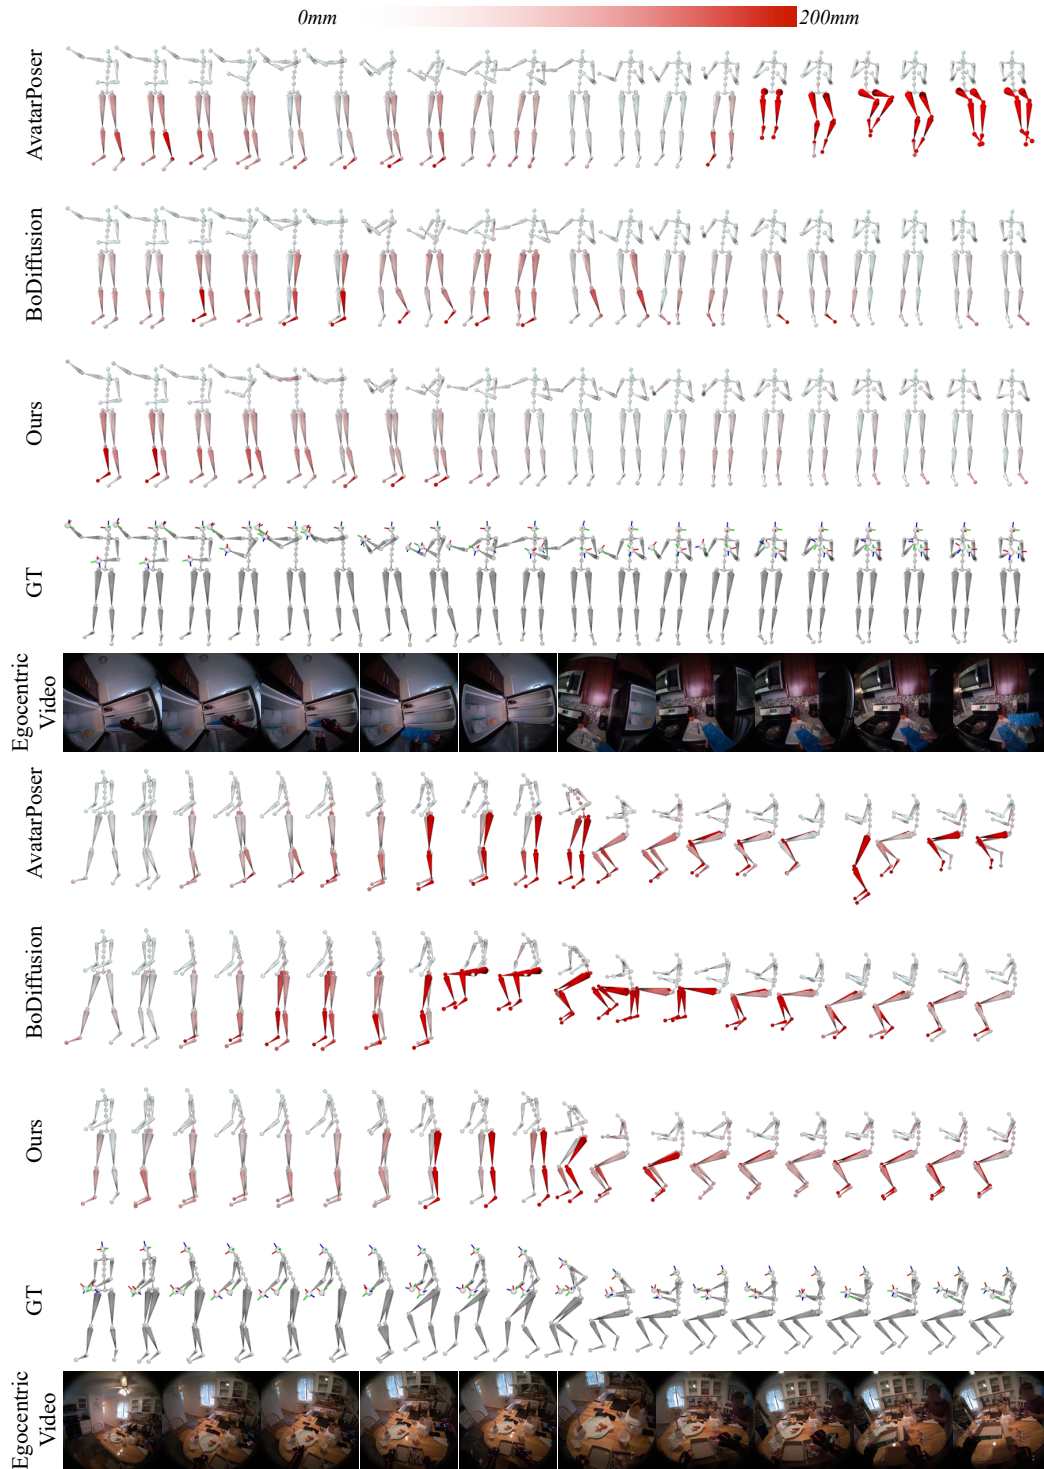 0mm 200mm
AvatarPoser
BoDiffusion
Ours
GT
Egocentric
Video
AvatarPoser
BoDiffusion
Ours
GT
Egocentric
Video